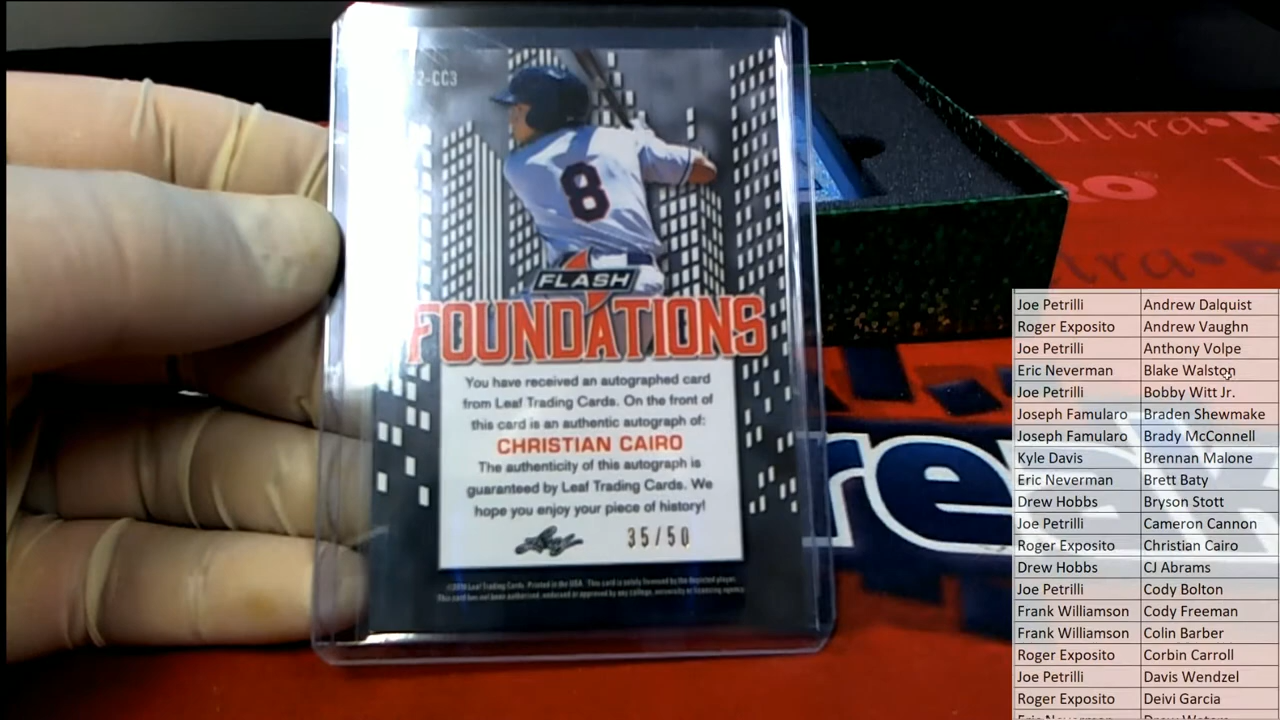 2-CC3
8
FLASH
FOUNDATIONS
You have received an autographed card
from Leaf Trading Cards. On the front of
this card is an authentic autograph of:
CHRISTIAN CAIRO
The authenticity of this autograph is
guaranteed by Leaf Trading Cards. We
hope you enjoy your piece of history!
Leaf 35/50
©2019 Leaf Trading Cards. Printed in the USA. This card is solely licensed by the depicted player.
This card has not been authorized, endorsed or approved by any college, university or licensing agency.
Ultra
Joe Petrilli Andrew Dalquist
Roger Exposito Andrew Vaughn
Joe Petrilli Anthony Volpe
Eric Neverman Blake Walston
Joe Petrilli Bobby Witt Jr.
Joseph Famularo Braden Shewmake
Joseph Famularo Brady McConnell
Kyle Davis Brennan Malone
Eric Neverman Brett Baty
Drew Hobbs Bryson Stott
Joe Petrilli Cameron Cannon
Roger Exposito Christian Cairo
Drew Hobbs CJ Abrams
Joe Petrilli Cody Bolton
Frank Williamson Cody Freeman
Frank Williamson Colin Barber
Roger Exposito Corbin Carroll
Joe Petrilli Davis Wendzel
Roger Exposito Deivi Garcia